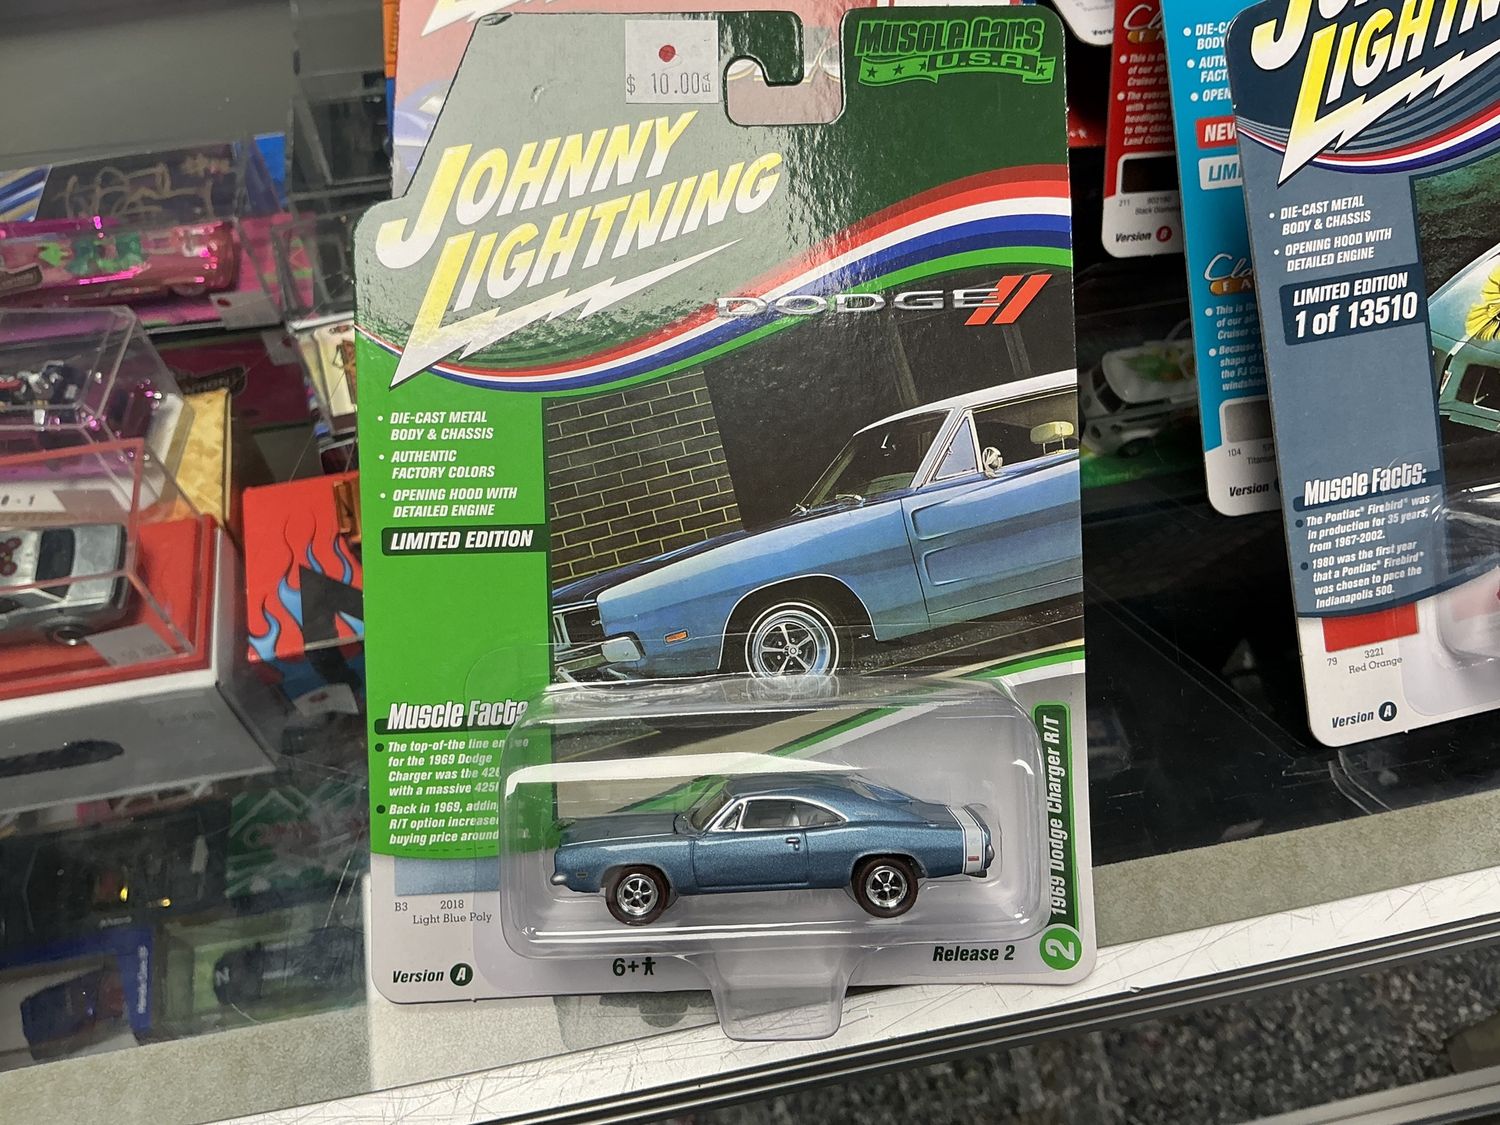 $ 10.00
Muscle Cars
U.S.A.
JOHNNY
LIGHTNING
DODGE
• DIE-CAST METAL
BODY & CHASSIS
• AUTHENTIC
FACTORY COLORS
• OPENING HOOD WITH
DETAILED ENGINE
LIMITED EDITION
Muscle Facts
• The top-of-the line
for the 1969 Dodge
Charger was the
with a massive
• Back in 1969,
R/T option
buying price around
B3 2018
Light Blue Poly
Version A
6+
Release 2
2
1969 Dodge Charger R/T
211
Version B
104
Version
LIGHTN
• DIE-CAST METAL
BODY & CHASSIS
• OPENING HOOD WITH
DETAILED ENGINE
LIMITED EDITION
1 of 13510
Muscle Facts:
• The Pontiac® Firebird® was
in production for 35 years,
from 1967-2002.
• 1980 was the first year
that a Pontiac® Firebird®
was chosen to pace the
Indianapolis 500.
79 3221
Red Orange
Version A